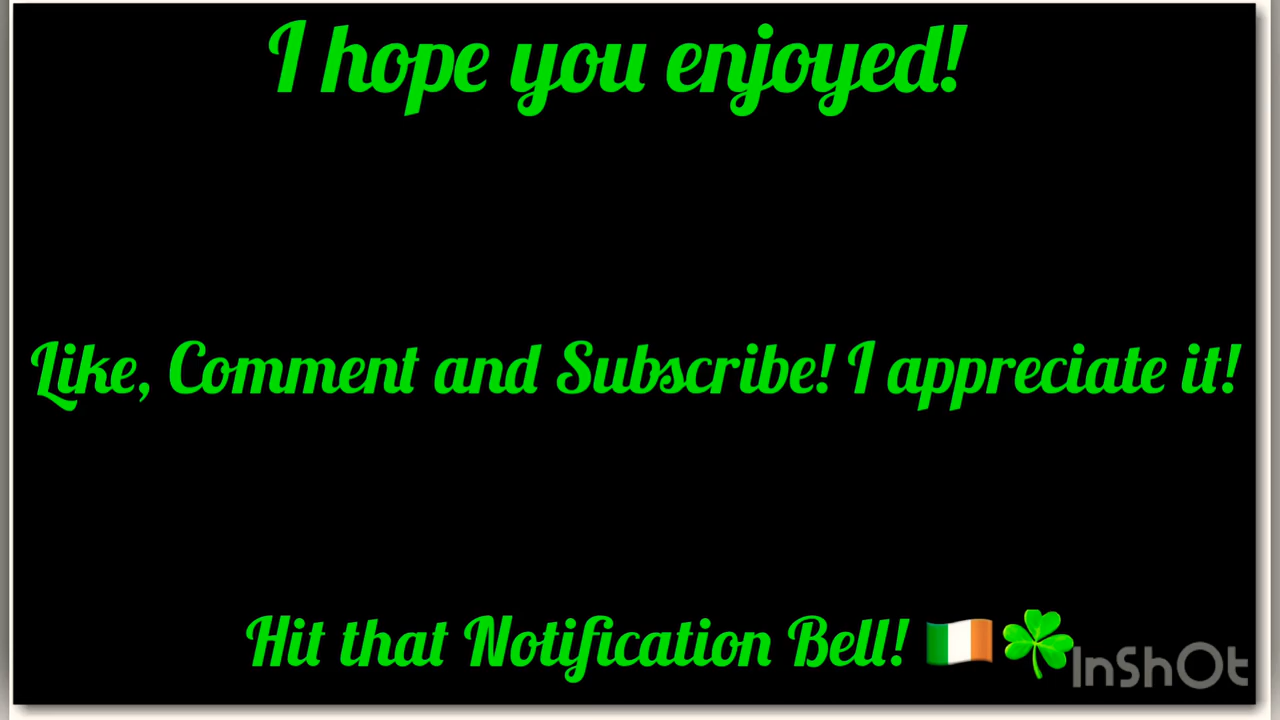 I hope you enjoyed!
Like, Comment and Subscribe! I appreciate it!
Hit that Notification Bell! 🇮🇪☘️
InShOt